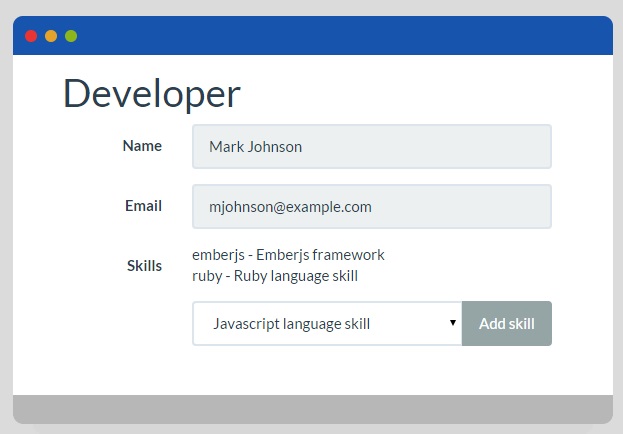 Developer
Name
Mark Johnson
Email
mjohnson@example.com
Skills
emberjs - Emberjs framework
ruby - Ruby language skill
Javascript language skill
Add skill